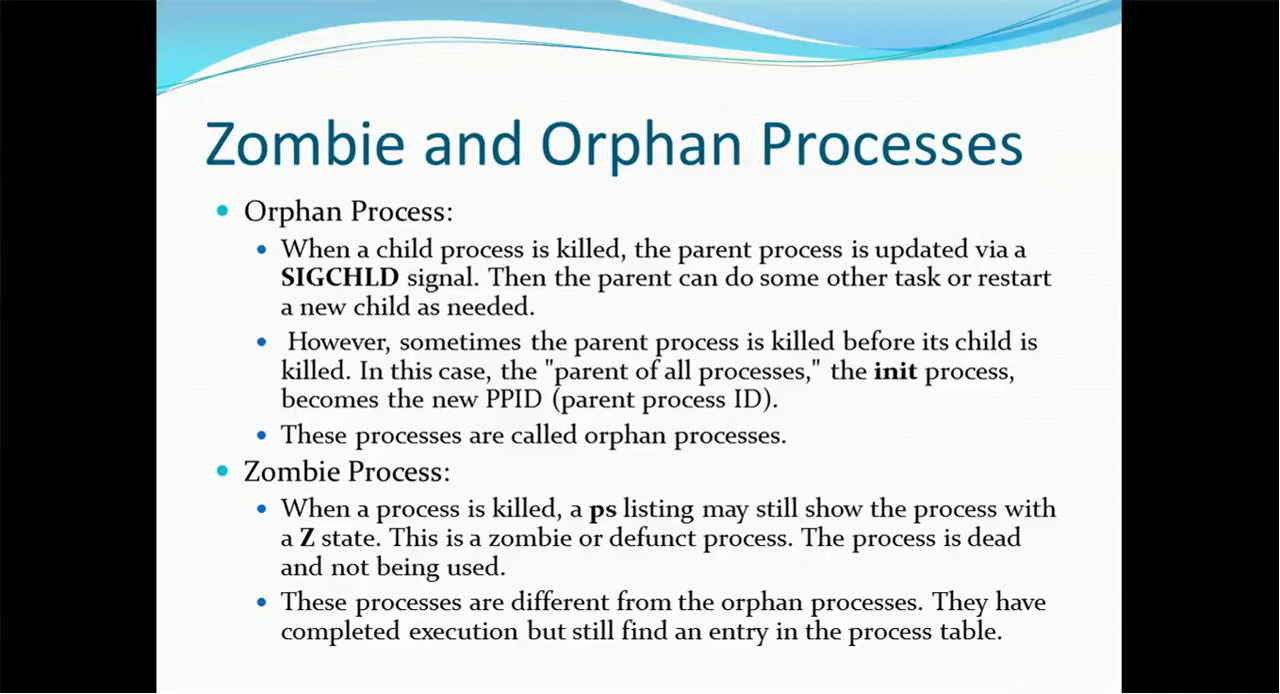 Zombie and Orphan Processes
Orphan Process:
When a child process is killed, the parent process is updated via a
SIGCHLD signal. Then the parent can do some other task or restart
a new child as needed.
However, sometimes the parent process is killed before its child is
killed. In this case, the "parent of all processes," the init process,
becomes the new PPID (parent process ID).
These processes are called orphan processes.
Zombie Process:
When a process is killed, a ps listing may still show the process with
a Z state. This is a zombie or defunct process. The process is dead
and not being used.
These processes are different from the orphan processes. They have
completed execution but still find an entry in the process table.